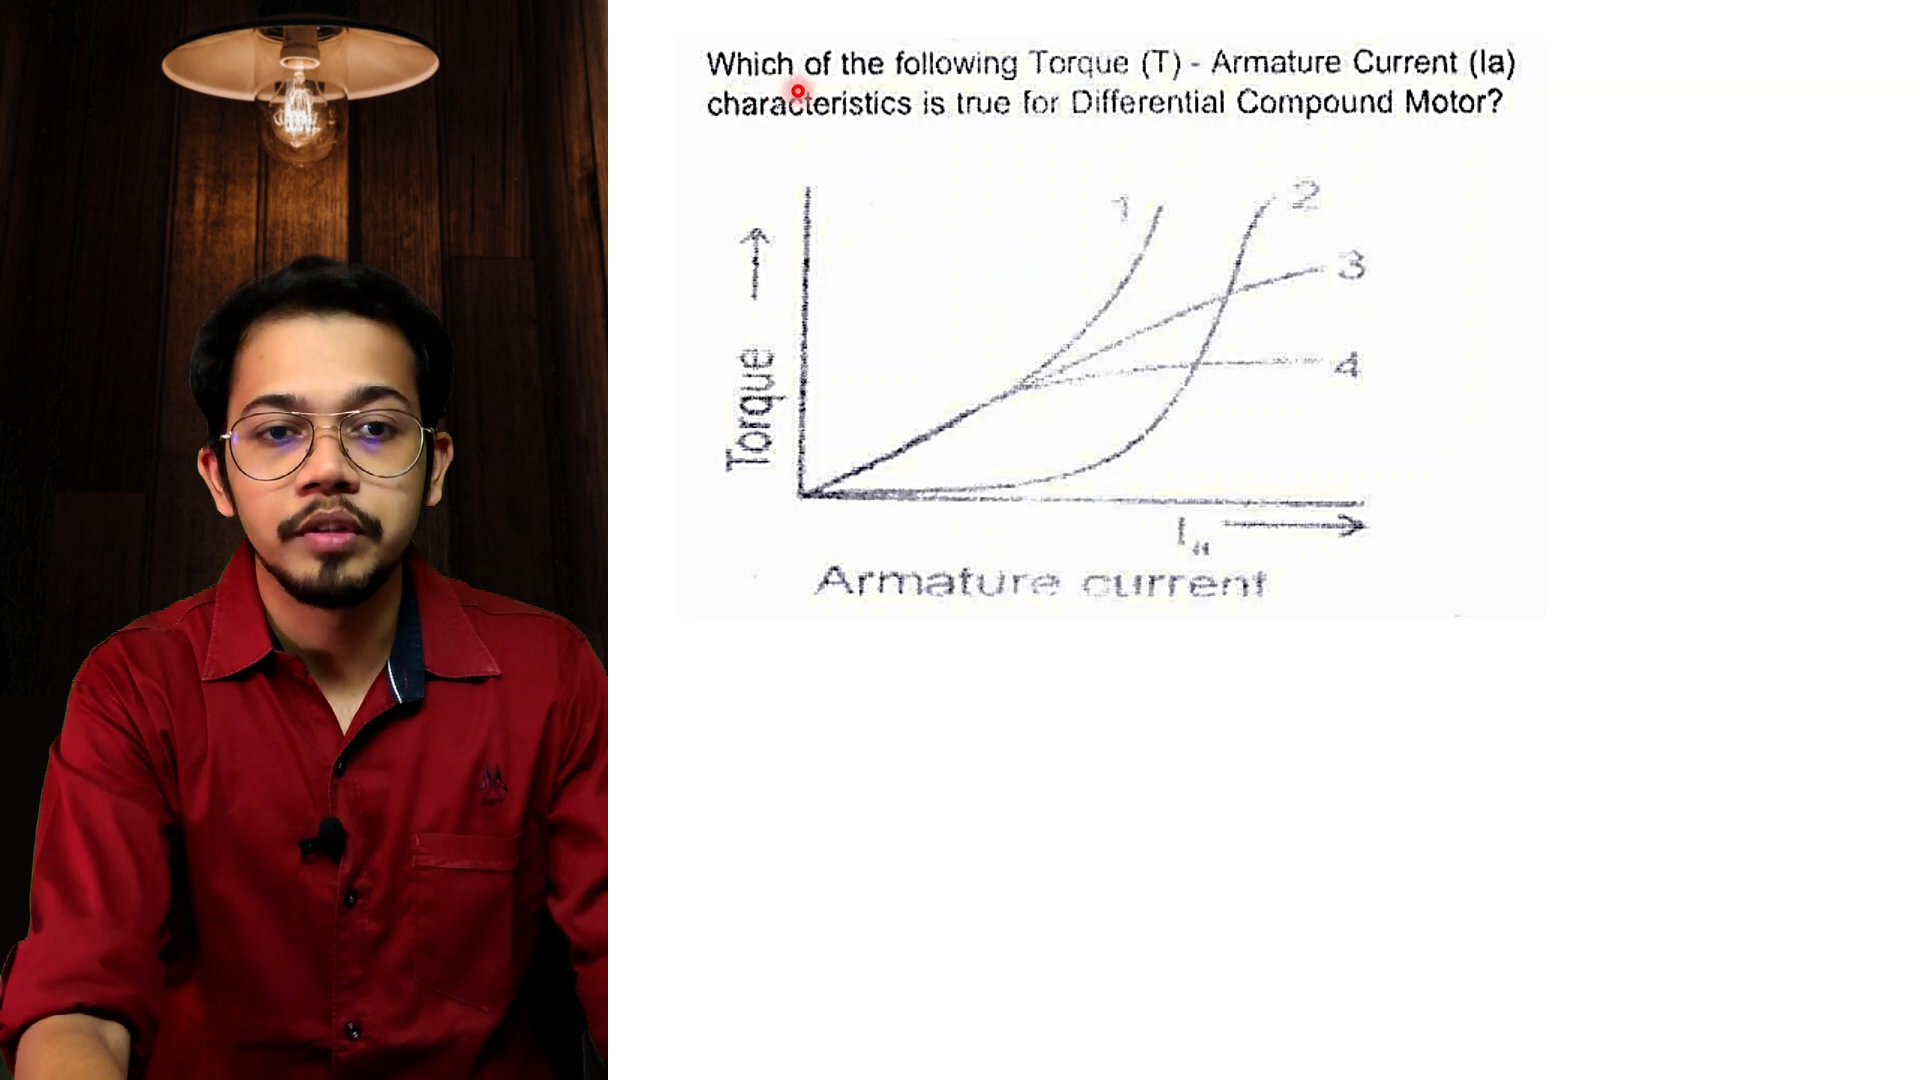 Which of the following Torque (T) - Armature Current (Ia)
characteristics is true for Differential Compound Motor?
1
2
3
4
Torque
Ia
Armature current